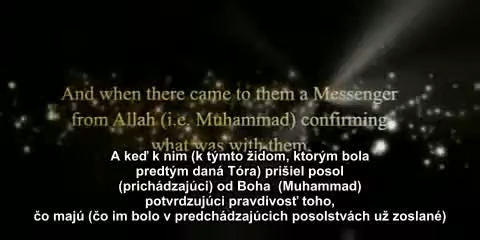 And when there came to them a Messenger
from Allah (i.e. Muhammad) confirming
what was with them,
A keď k nim (k týmto židom, ktorým bola
predtým daná Tóra) prišiel posol
(prichádzajúci) od Boha (Muhammad)
potvrdzujúci pravdivosť toho,
čo majú (čo im bolo v predchádzajúcich posolstvách už zoslané)